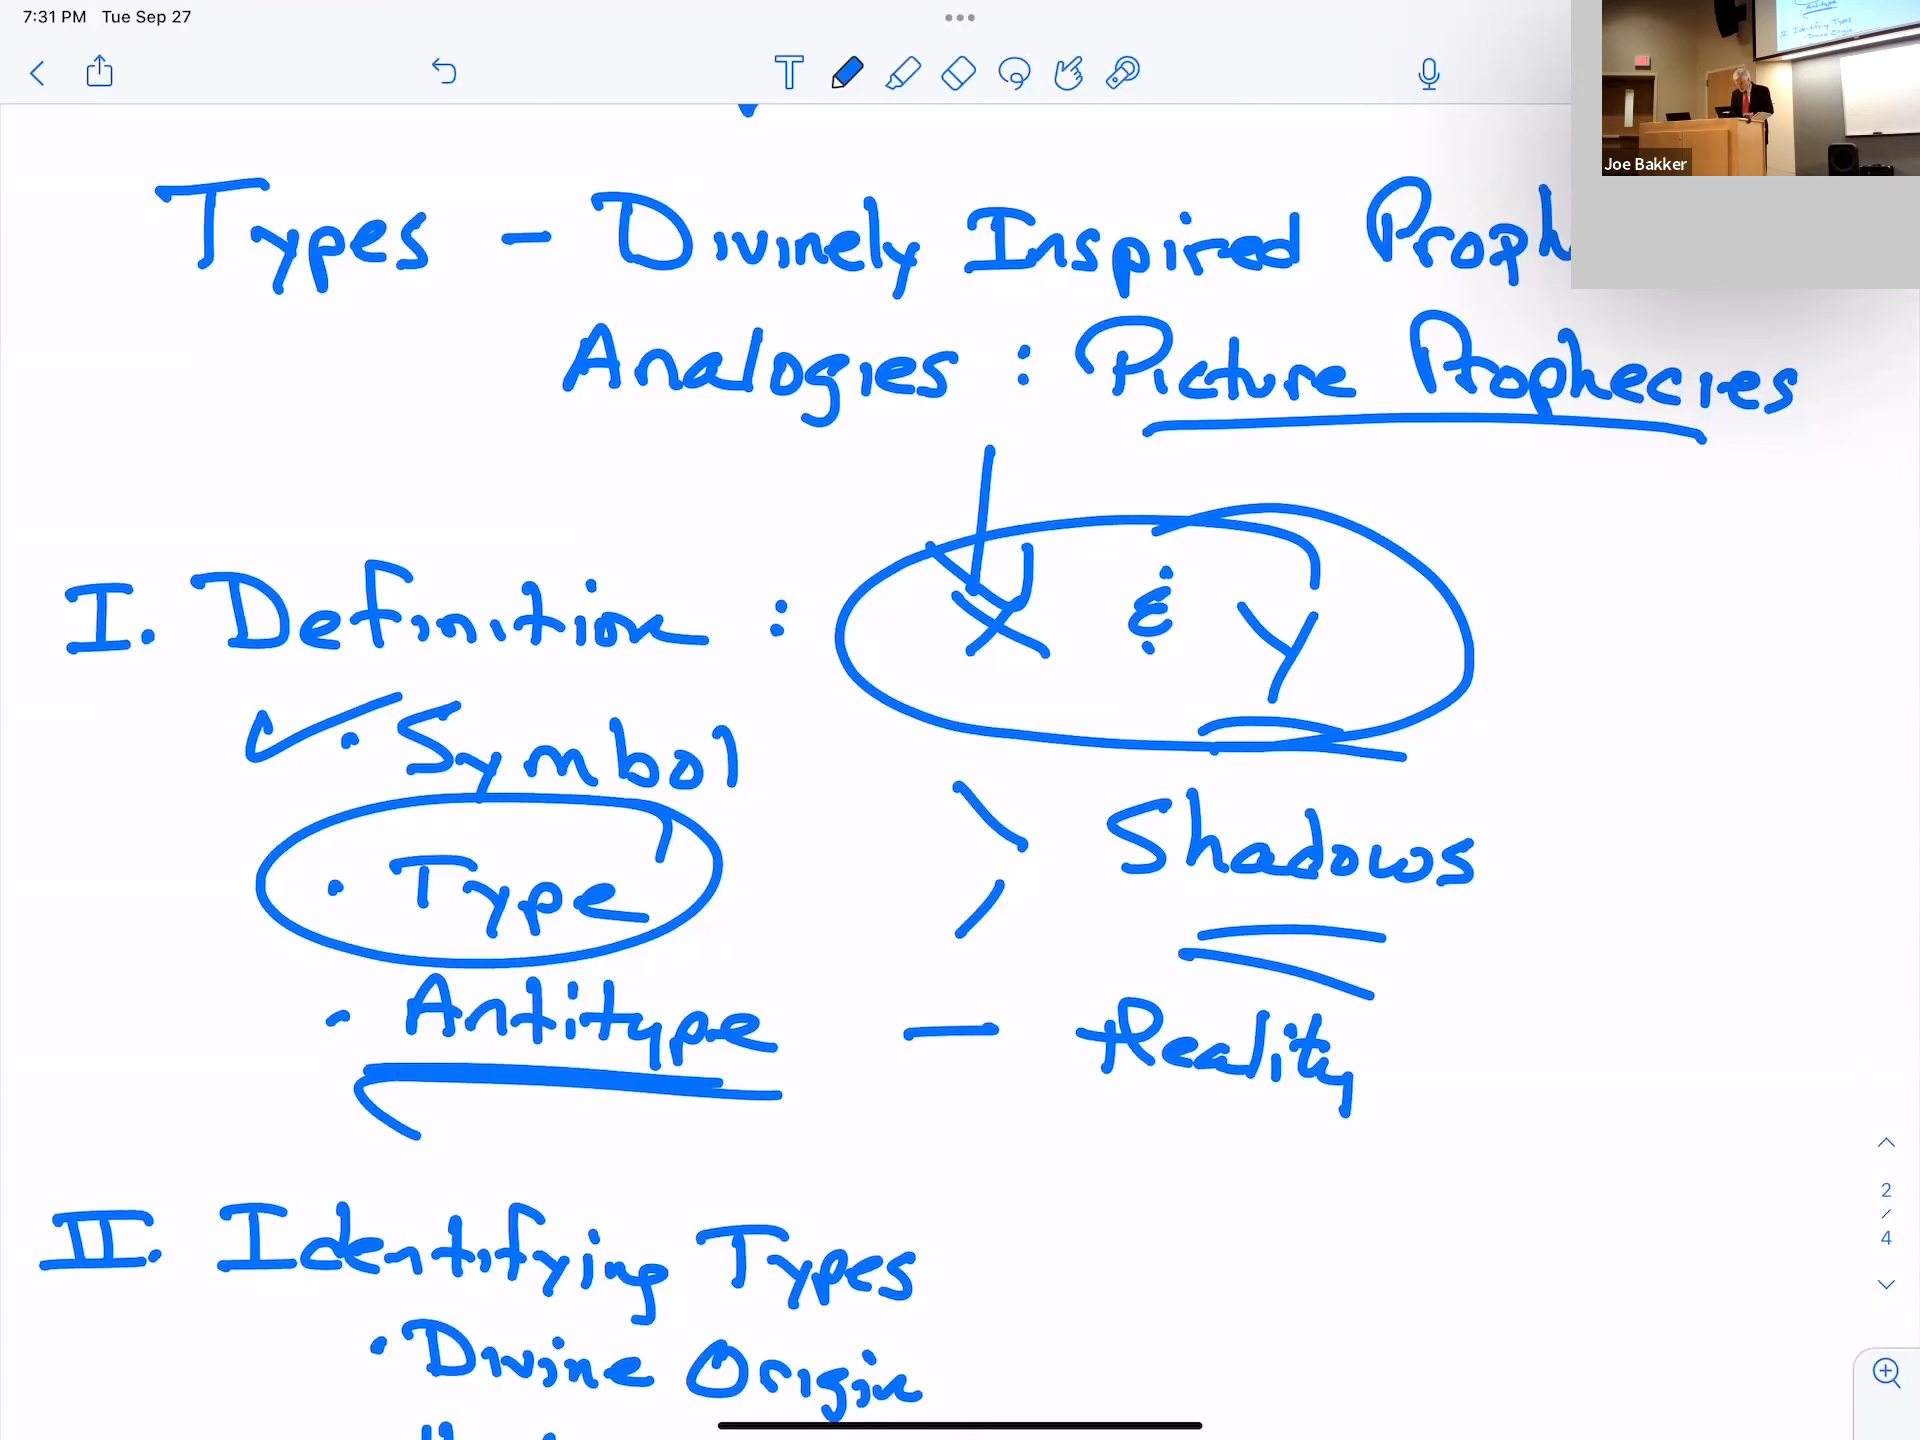 7:31 PM Tue Sep 27
Joe Bakker
Types - Divinely Inspired Proph
Analogies : Picture Prophecies
I. Definition : X & Y
· Symbol
Shadows
· Type
· Antitype — Reality
II. Identifying Types
· Divine Origin
2
/
4